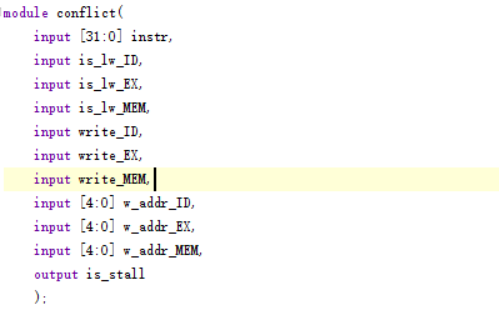 module conflict(
input [31:0] instr,
input is_lw_ID,
input is_lw_EX,
input is_lw_MEM,
input write_ID,
input write_EX,
input write_MEM,
input [4:0] w_addr_ID,
input [4:0] w_addr_EX,
input [4:0] w_addr_MEM,
output is_stall
);